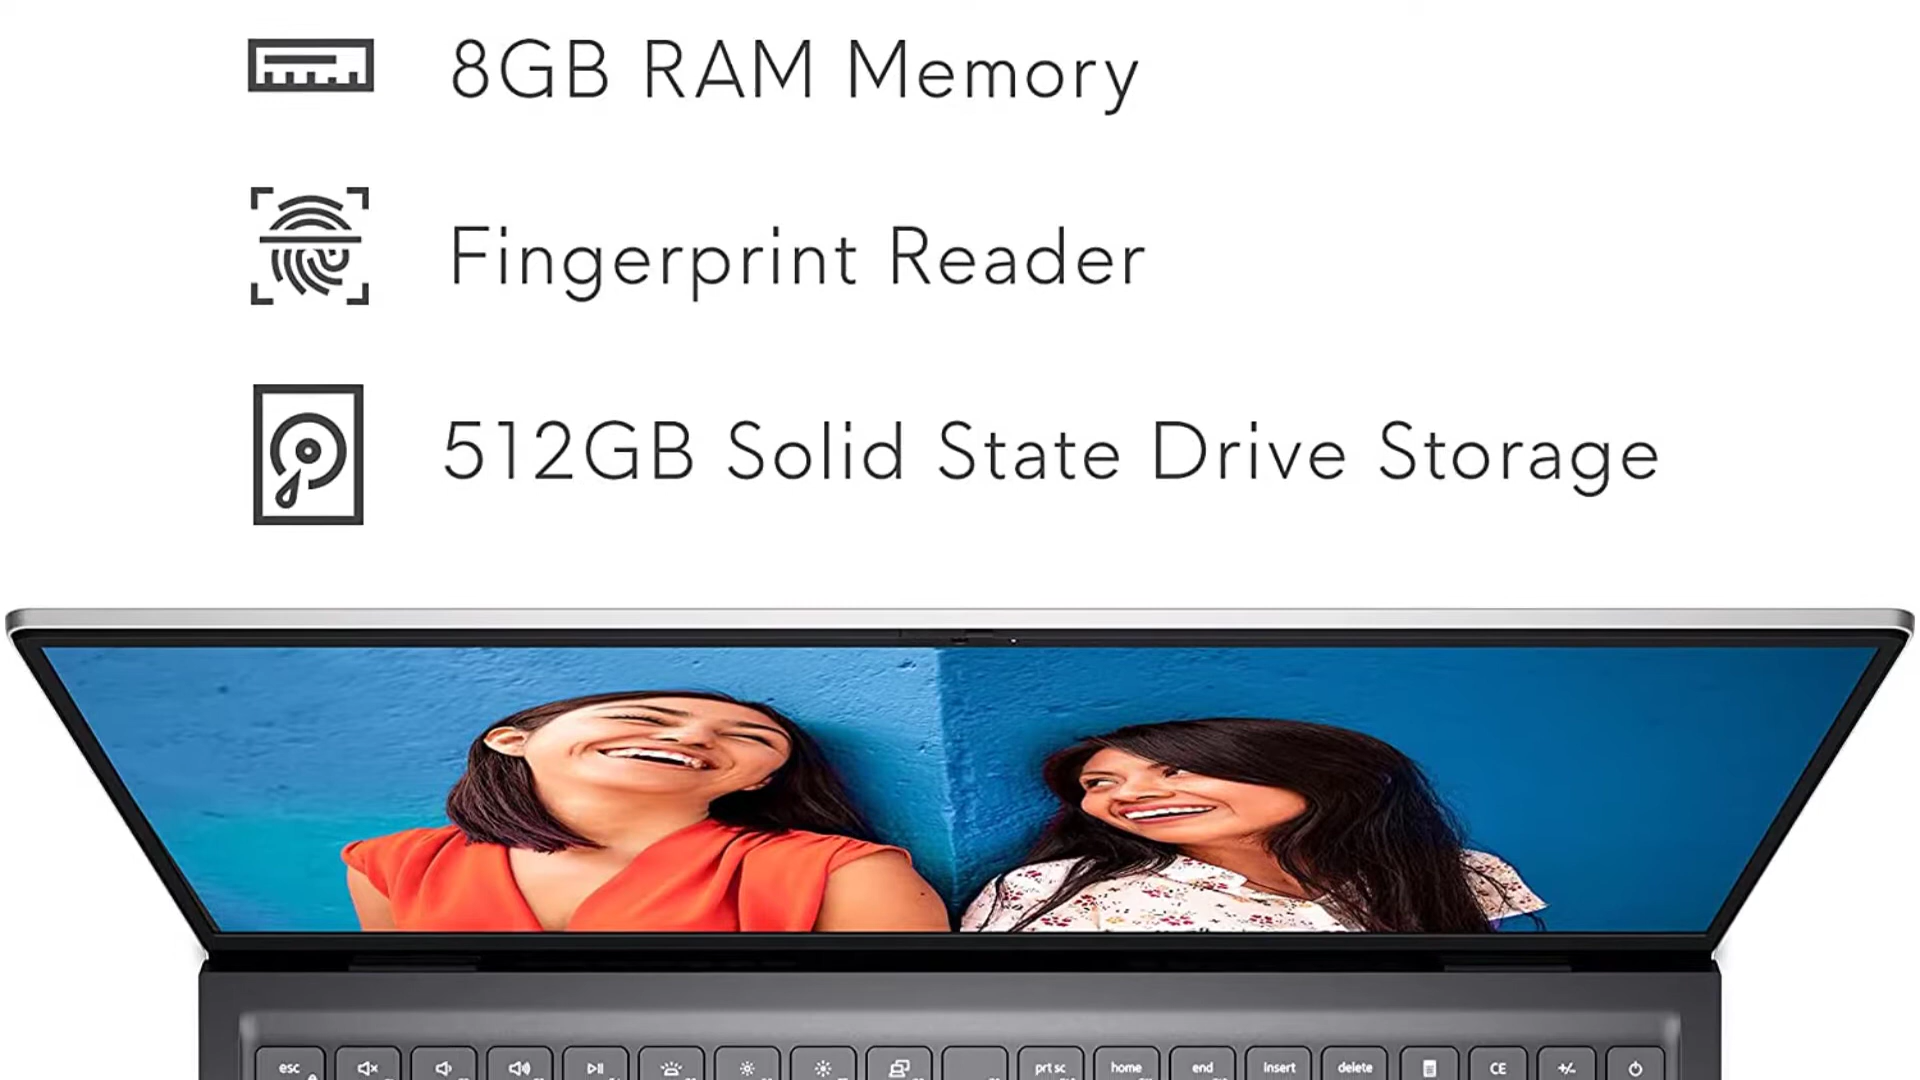 8GB RAM Memory
Fingerprint Reader
512GB Solid State Drive Storage
esc
prt sc
home
end
insert
delete
CE
+/-